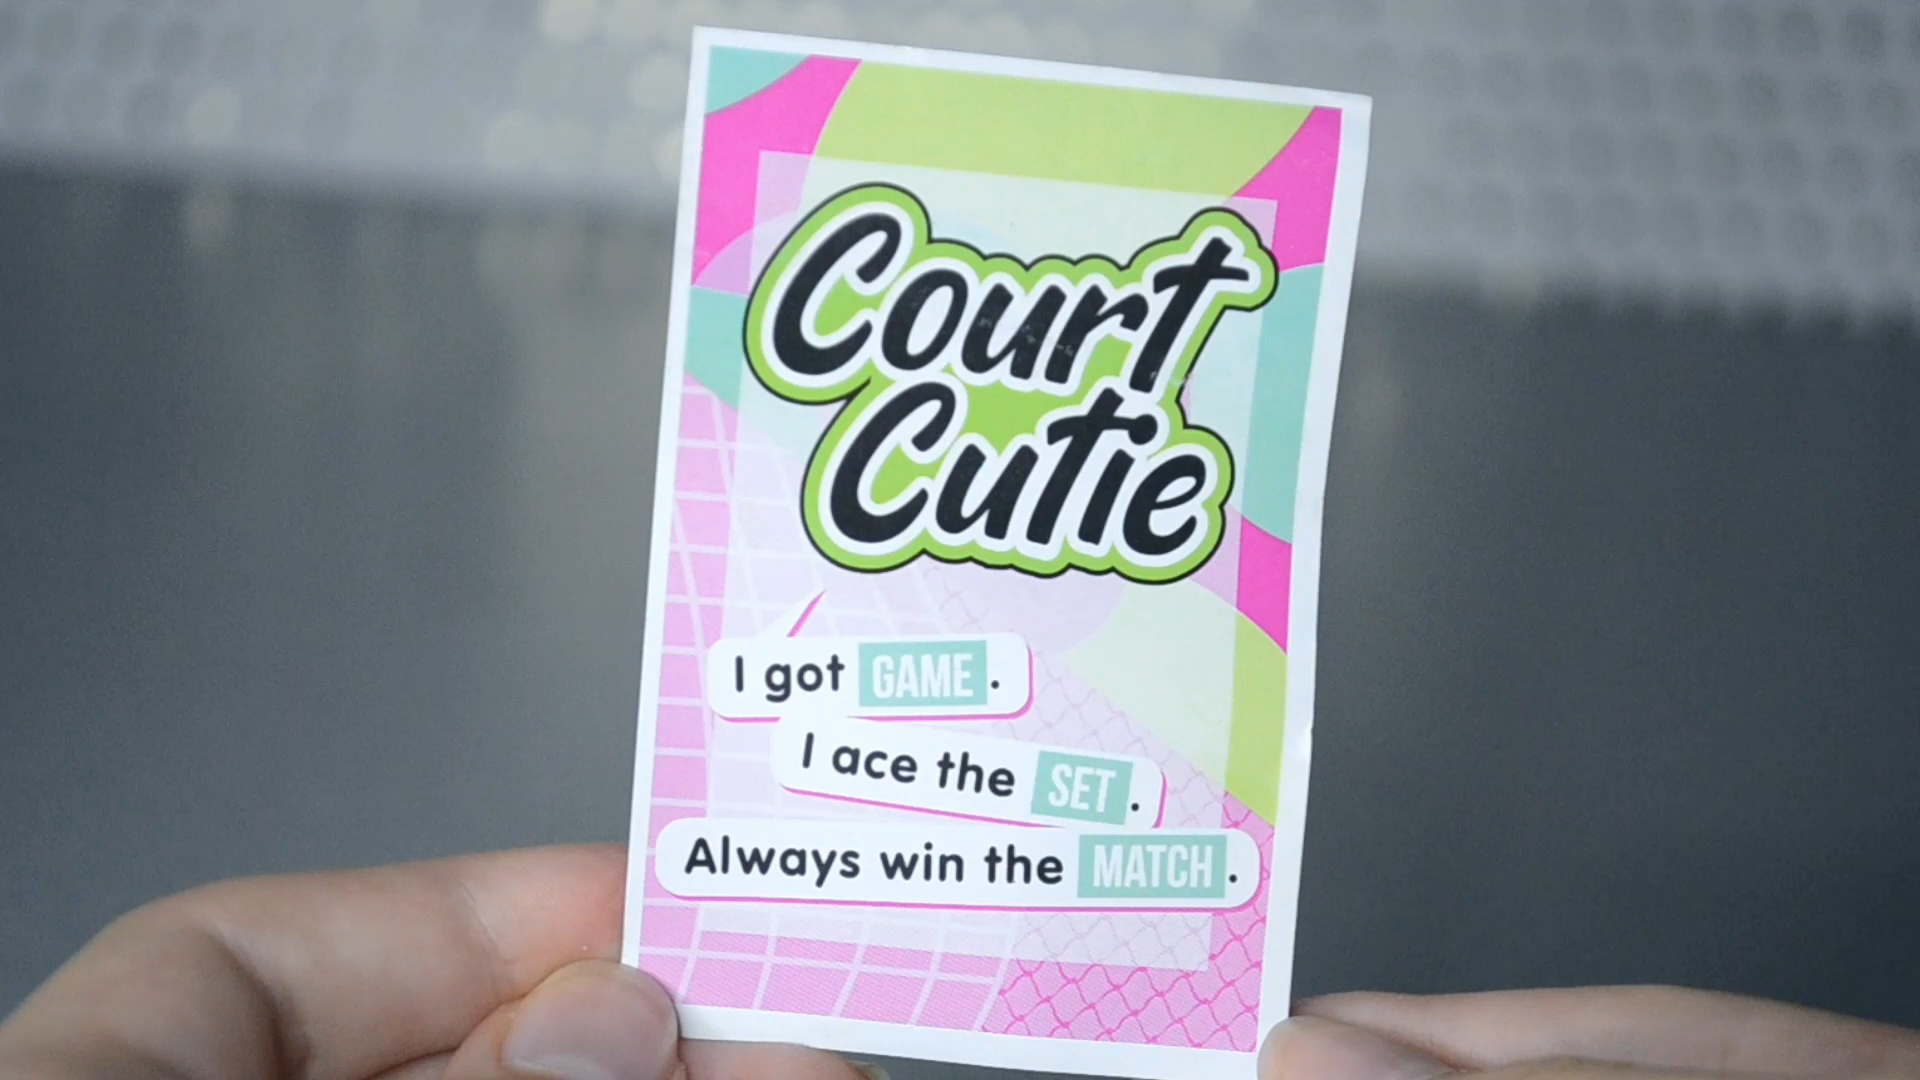 Court
Cutie
I got GAME.
I ace the SET.
Always win the MATCH.